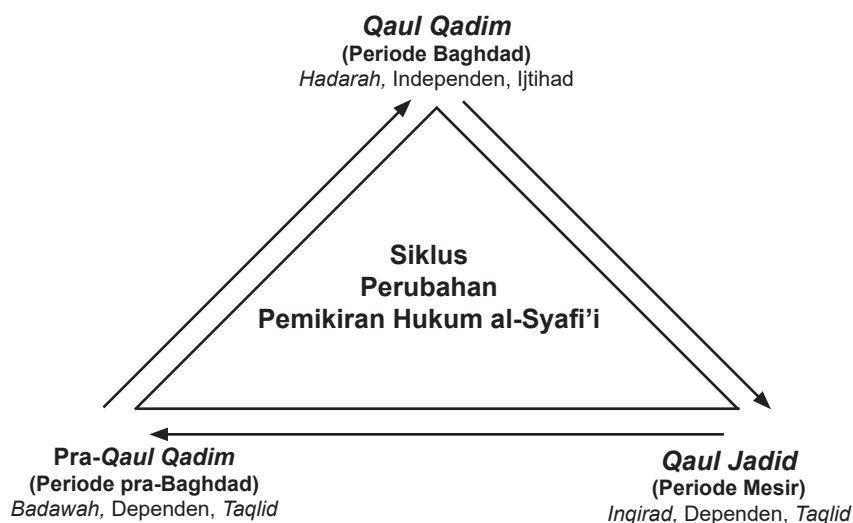 Qaul Qadim
(Periode Baghdad)
Hadarah, Independen, Ijtihad
Siklus
Perubahan
Pemikiran Hukum al-Syafi’i
Pra-Qaul Qadim
(Periode pra-Baghdad)
Badawah, Dependen, Taqlid
Qaul Jadid
(Periode Mesir)
Inqirad, Dependen, Taqlid